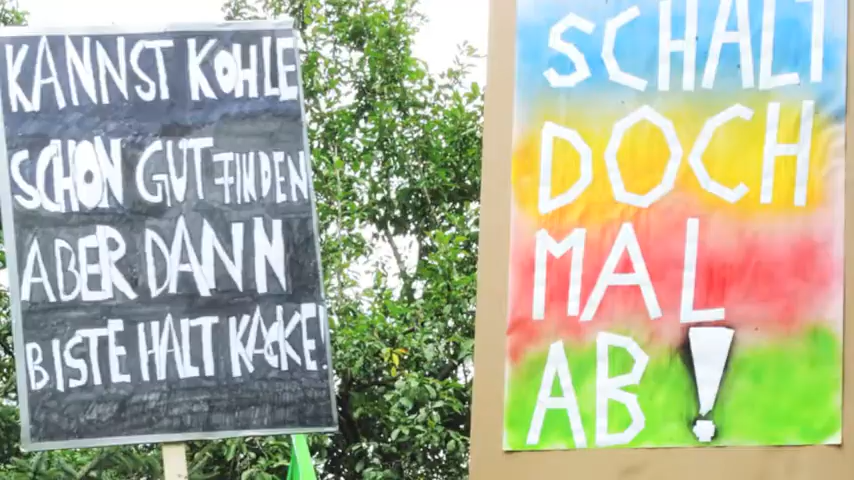 KANNST KOHLE
SCHON GUT FINDEN
ABER DANN
BISTE HALT KACKE!
SCHALT
DOCH
MAL
AB!